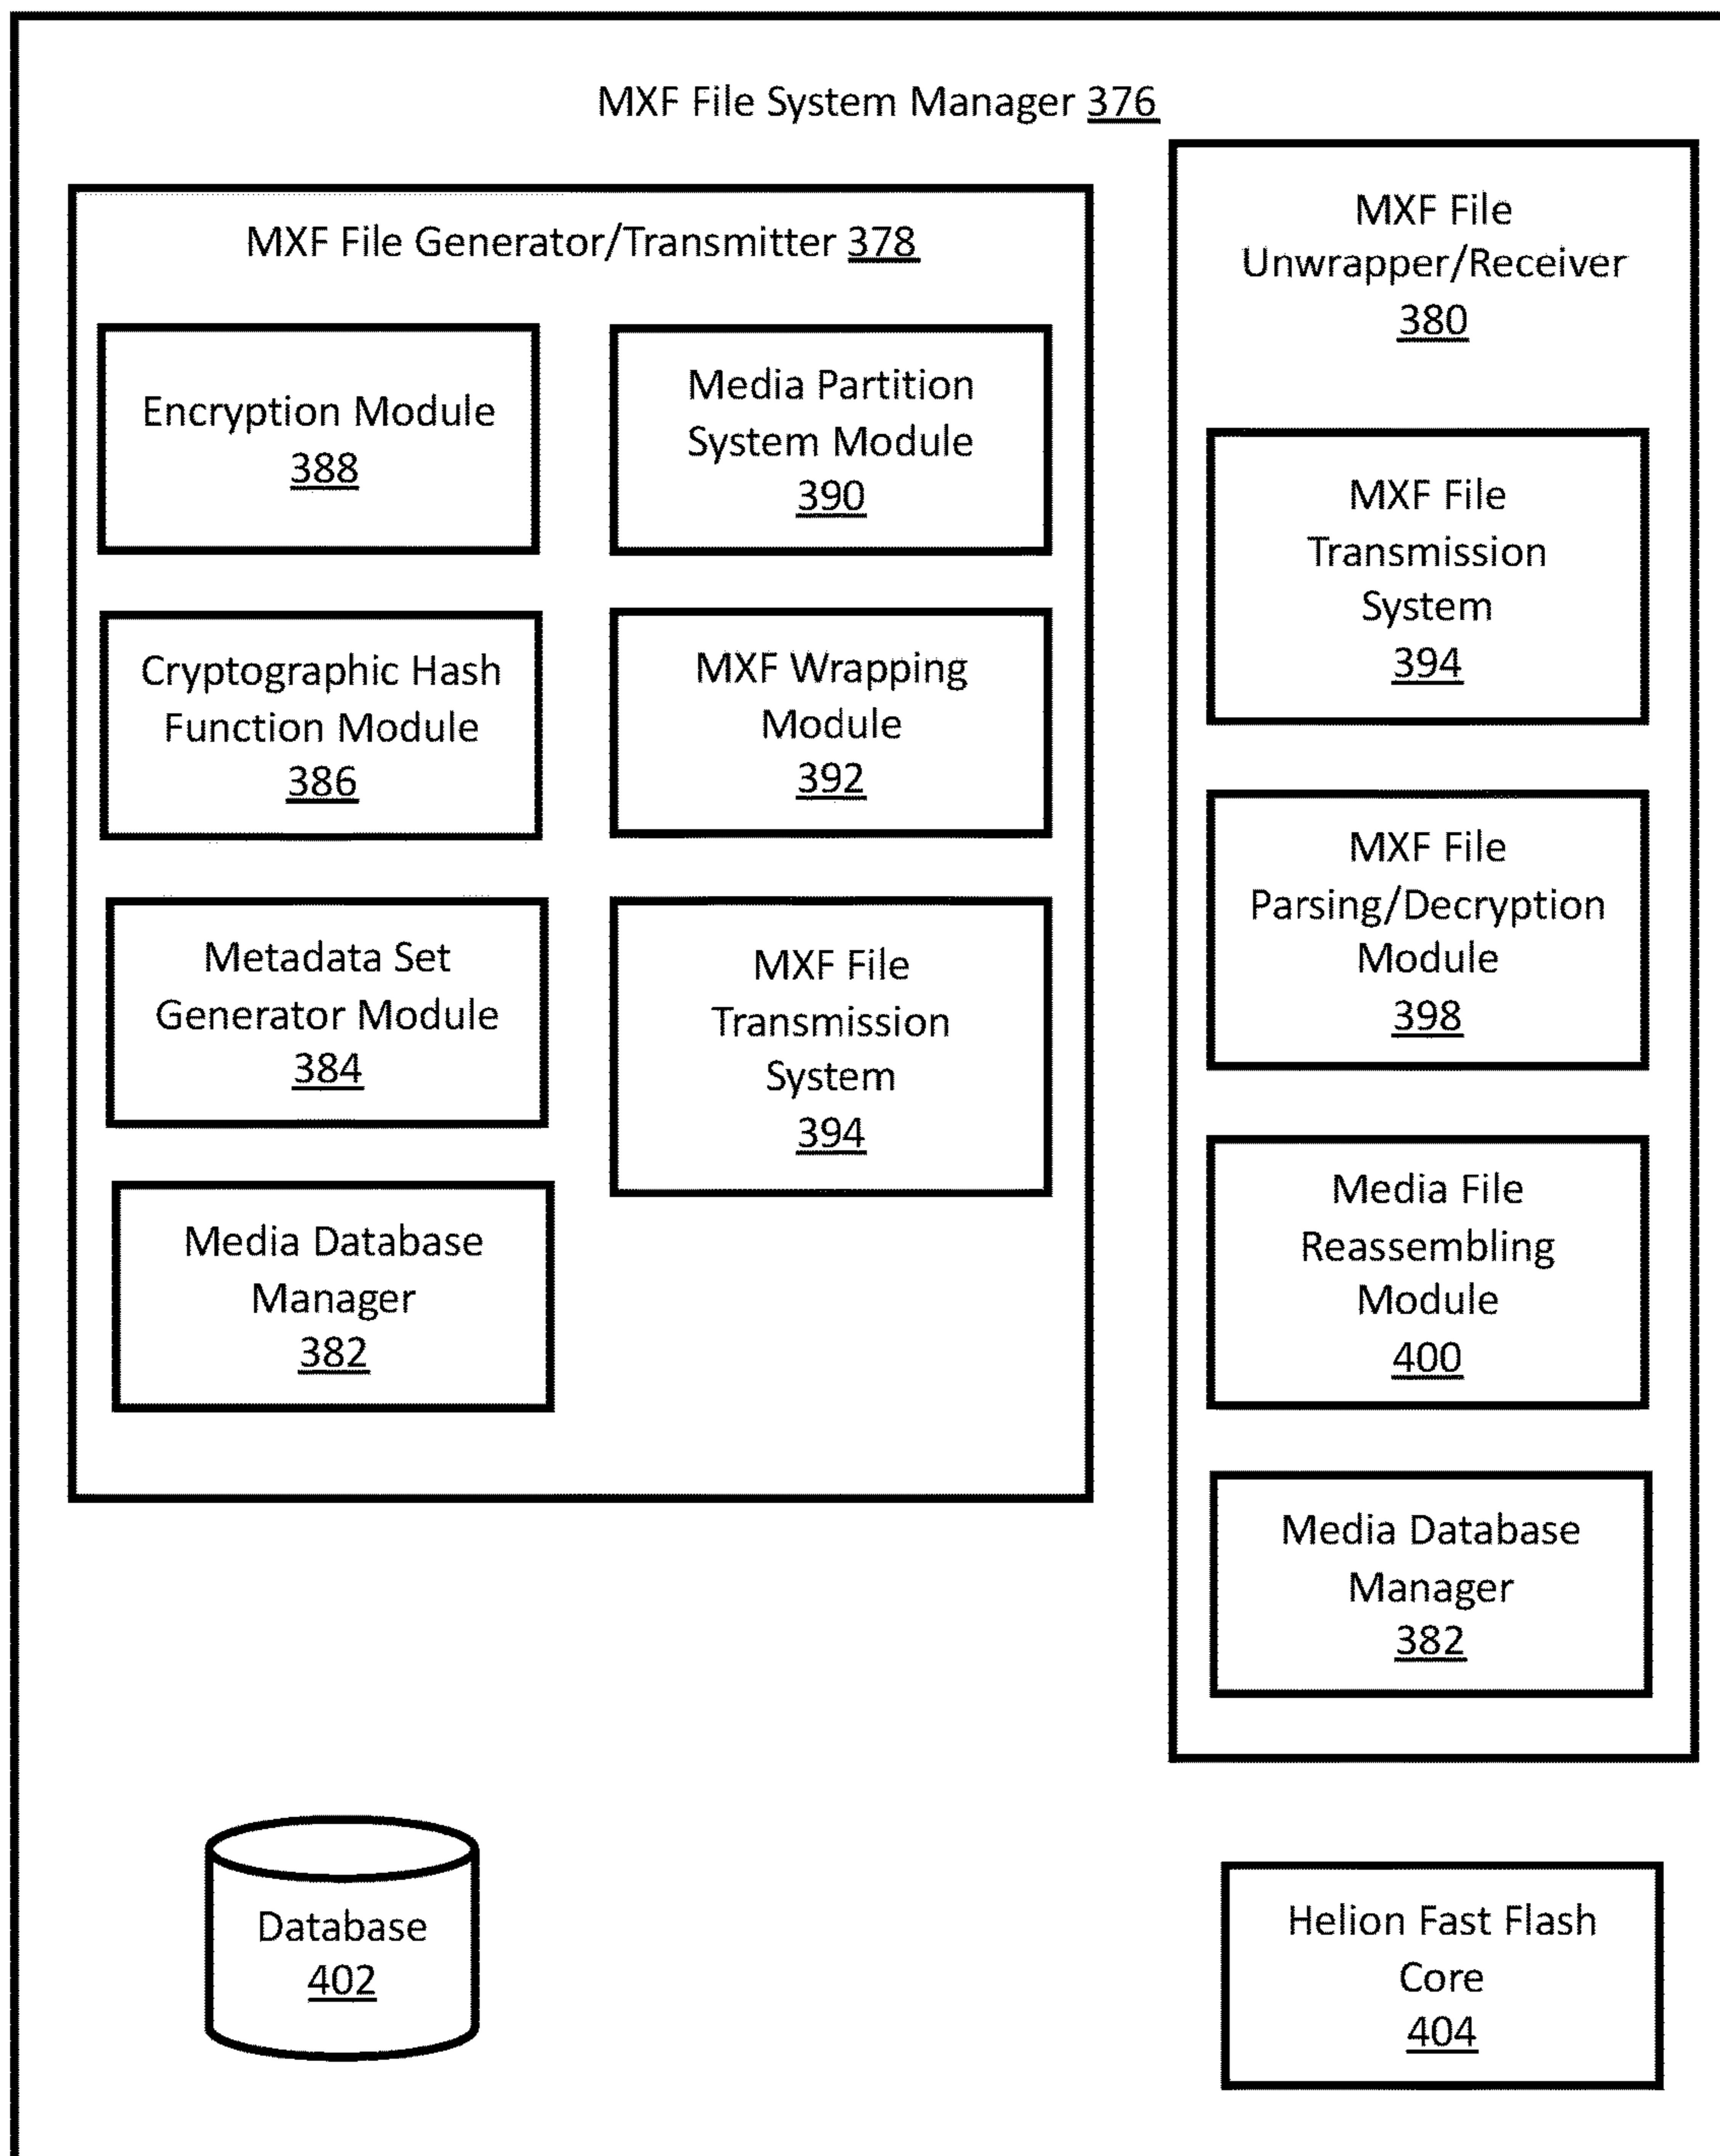 MXF File System Manager 376
MXF File Generator/Transmitter 378
Encryption Module
388
Media Partition
System Module
390
Cryptographic Hash
Function Module
386
MXF Wrapping
Module
392
Metadata Set
Generator Module
384
MXF File
Transmission
System
394
Media Database
Manager
382
MXF File
Unwrapper/Receiver
380
MXF File
Transmission
System
394
MXF File
Parsing/Decryption
Module
398
Media File
Reassembling
Module
400
Media Database
Manager
382
Database
402
Helion Fast Flash
Core
404